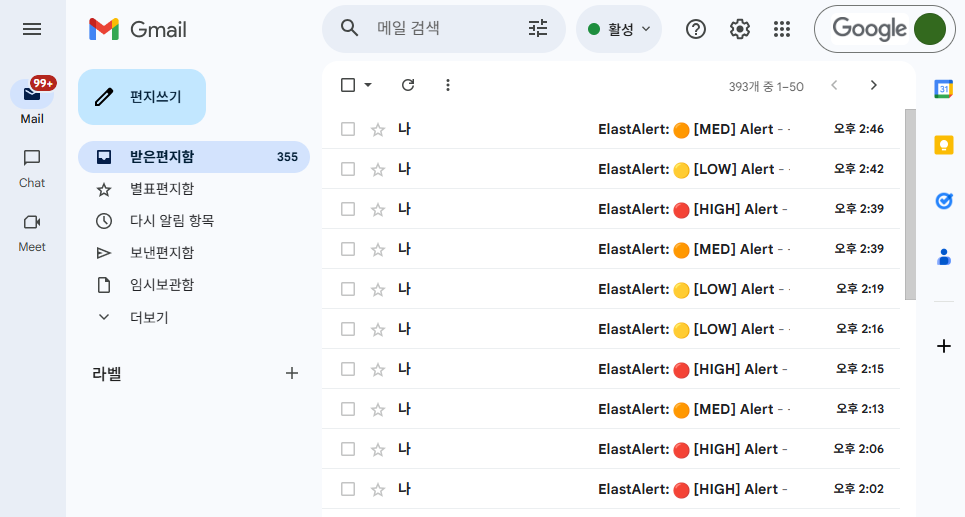 Gmail
메일 검색
활성
Google
99+
Mail
Chat
Meet
편지쓰기
받은편지함 355
별표편지함
다시 알림 항목
보낸편지함
임시보관함
더보기
라벨
393개 중 1–50
나 ElastAlert: 🟠 [MED] Alert - - 오후 2:46
나 ElastAlert: 🟡 [LOW] Alert - - 오후 2:42
나 ElastAlert: 🔴 [HIGH] Alert - 오후 2:39
나 ElastAlert: 🟠 [MED] Alert - - 오후 2:39
나 ElastAlert: 🟡 [LOW] Alert - - 오후 2:19
나 ElastAlert: 🟡 [LOW] Alert - - 오후 2:16
나 ElastAlert: 🔴 [HIGH] Alert - 오후 2:15
나 ElastAlert: 🟠 [MED] Alert - - 오후 2:13
나 ElastAlert: 🔴 [HIGH] Alert - 오후 2:06
나 ElastAlert: 🔴 [HIGH] Alert - 오후 2:02
31